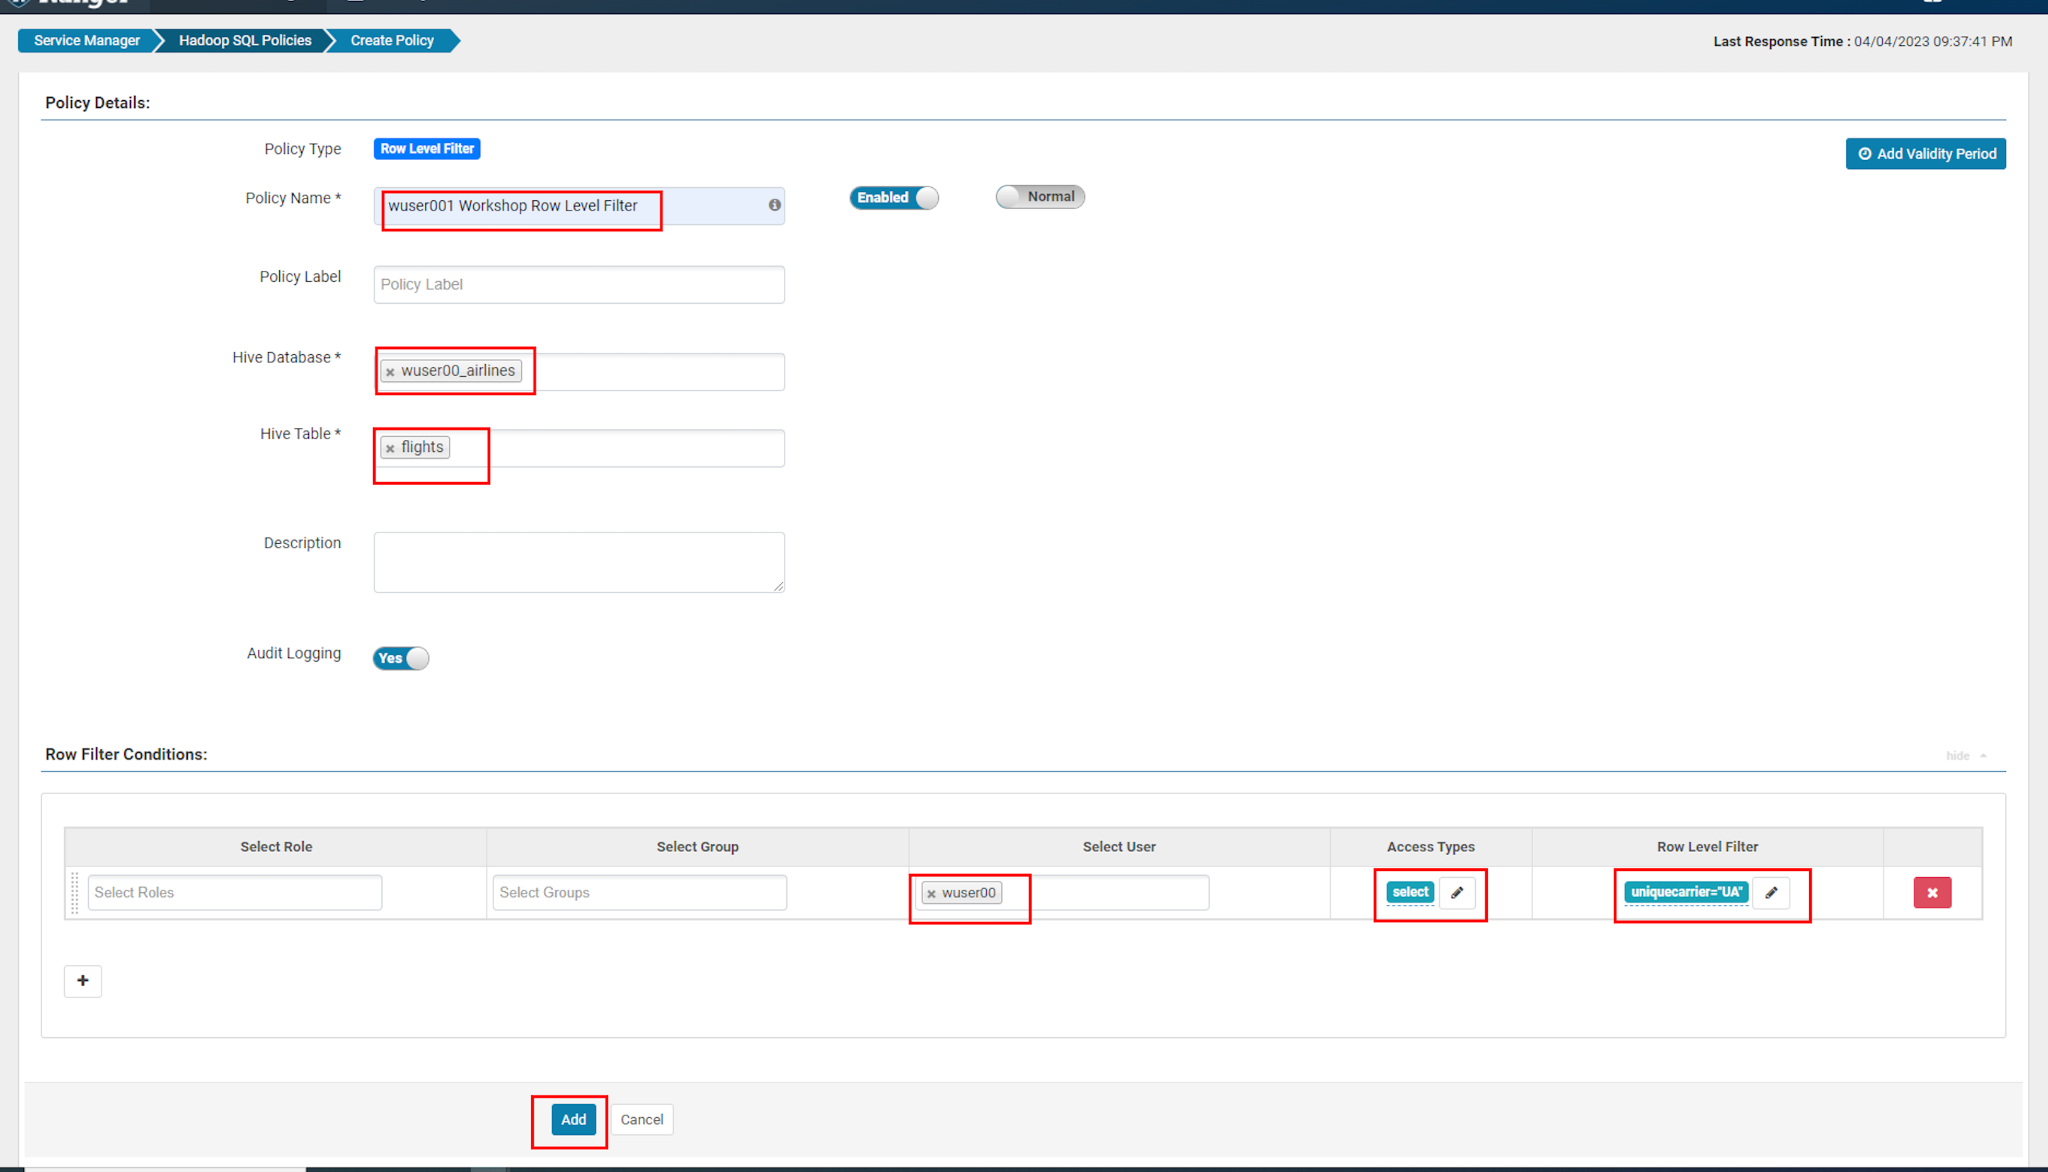 Ranger
Service Manager
Hadoop SQL Policies
Create Policy
Last Response Time : 04/04/2023 09:37:41 PM
Policy Details:
Policy Type
Row Level Filter
Add Validity Period
Policy Name *
wuser001 Workshop Row Level Filter
Enabled
Normal
Policy Label
Policy Label
Hive Database *
× wuser00_airlines
Hive Table *
× flights
Description
Audit Logging
Yes
Row Filter Conditions:
hide
Select Role
Select Group
Select User
Access Types
Row Level Filter
Select Roles
Select Groups
× wuser00
select
uniquecarrier="UA"
×
+
Add
Cancel